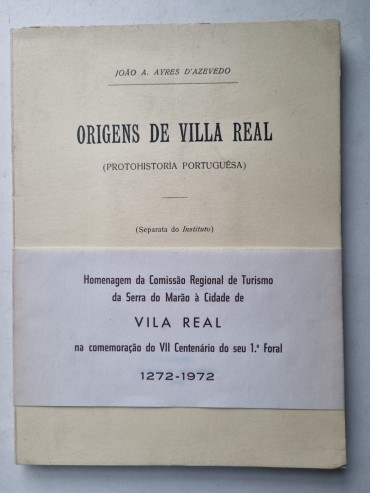 JOÃO A. AYRES D'AZEVEDO
ORIGENS DE VILLA REAL
(PROTOHISTORIA PORTUGUÊSA)
(Separata do Instituto)
Homenagem da Comissão Regional de Turismo
da Serra do Marão à Cidade de
VILA REAL
na comemoração do VII Centenário do seu 1.º Foral
1272-1972